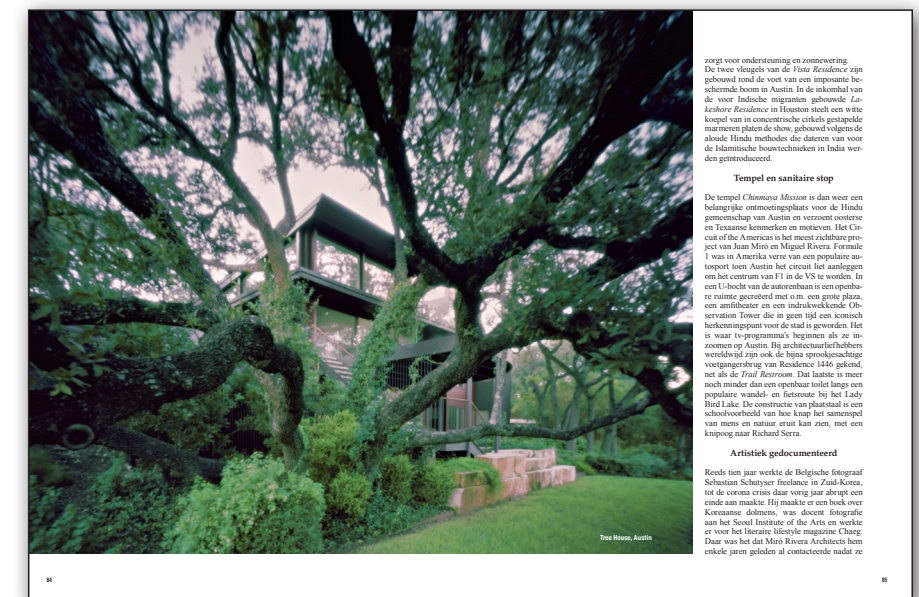 zorgt voor ondersteuning en zonnewering.
De twee vleugels van de Vista Residence zijn
gebouwd rond de voet van een imposante be-
schermde boom in Austin. In de inkomhal van
de voor Indische migranten gebouwde La-
keshore Residence in Houston steelt een witte
koepel van in concentrische cirkels gestapelde
marmeren platen de show, gebouwd volgens de
aloude Hindu methodes die dateren van voor
de Islamitische bouwtechnieken in India wer-
den geïntroduceerd.
Tempel en sanitaire stop
De tempel Chinmaya Mission is dan weer een
belangrijke ontmoetingsplaats voor de Hindu
gemeenschap van Austin en verzoent oosterse
en Texaanse kenmerken en motieven. Het Cir-
cuit of the Americas is het meest zichtbare pro-
ject van Juan Miró en Miguel Rivera. Formule
1 was in Amerika verre van een populaire au-
tosport toen Austin het circuit liet aanleggen
om hét centrum van F1 in de VS te worden. In
een U-bocht van de autorenbaan is een openba-
re ruimte gecreëerd met o.m. een grote plaza,
een amfitheater en een indrukwekkende Ob-
servation Tower die in geen tijd een iconisch
herkenningspunt voor de stad is geworden. Het
is waar tv-programma's beginnen als ze in-
zoomen op Austin. Bij architectuurliefhebbers
wereldwijd zijn ook de bijna sprookjesachtige
voetgangersbrug van Residence 1446 gekend,
net als de Trail Restroom. Dat laatste is meer
noch minder dan een openbaar toilet langs een
populaire wandel- en fietsroute bij het Lady
Bird Lake. De constructie van plaatstaal is een
schoolvoorbeeld van hoe knap het samenspel
van mens en natuur eruit kan zien, met een
knipoog naar Richard Serra.
Artistiek gedocumenteerd
Reeds tien jaar werkte de Belgische fotograaf
Sebastian Schutyser freelance in Zuid-Korea,
tot de corona crisis daar vorig jaar abrupt een
einde aan maakte. Hij maakte er een boek over
Koreaanse dolmens, was docent fotografie
aan het Seoul Institute of the Arts en werkte
er voor het literaire lifestyle magazine Chaeg.
Daar was het dat Miró Rivera Architects hem
enkele jaren geleden al contacteerde nadat ze
Tree House, Austin
84
85